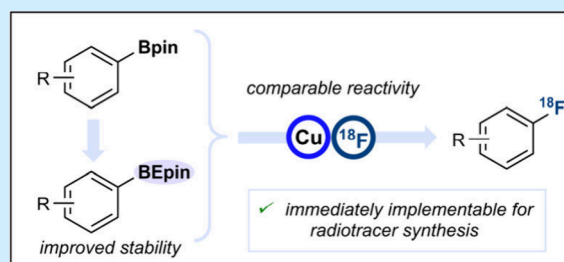 Bpin
R
comparable reactivity
Cu 18F
18F
R
BEpin
R
improved stability
✓ immediately implementable for
radiotracer synthesis